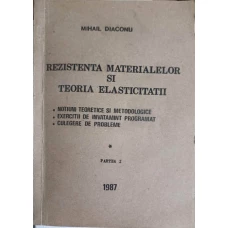 MIHAIL DIACONU
REZISTENTA MATERIALELOR
SI
TEORIA ELASTICITATII
• NOTIUNI TEORETICE ȘI METODOLOGICE
• EXERCITII DE INVATAMINT PROGRAMAT
• CULEGERE DE PROBLEME
*
PARTEA I
1987